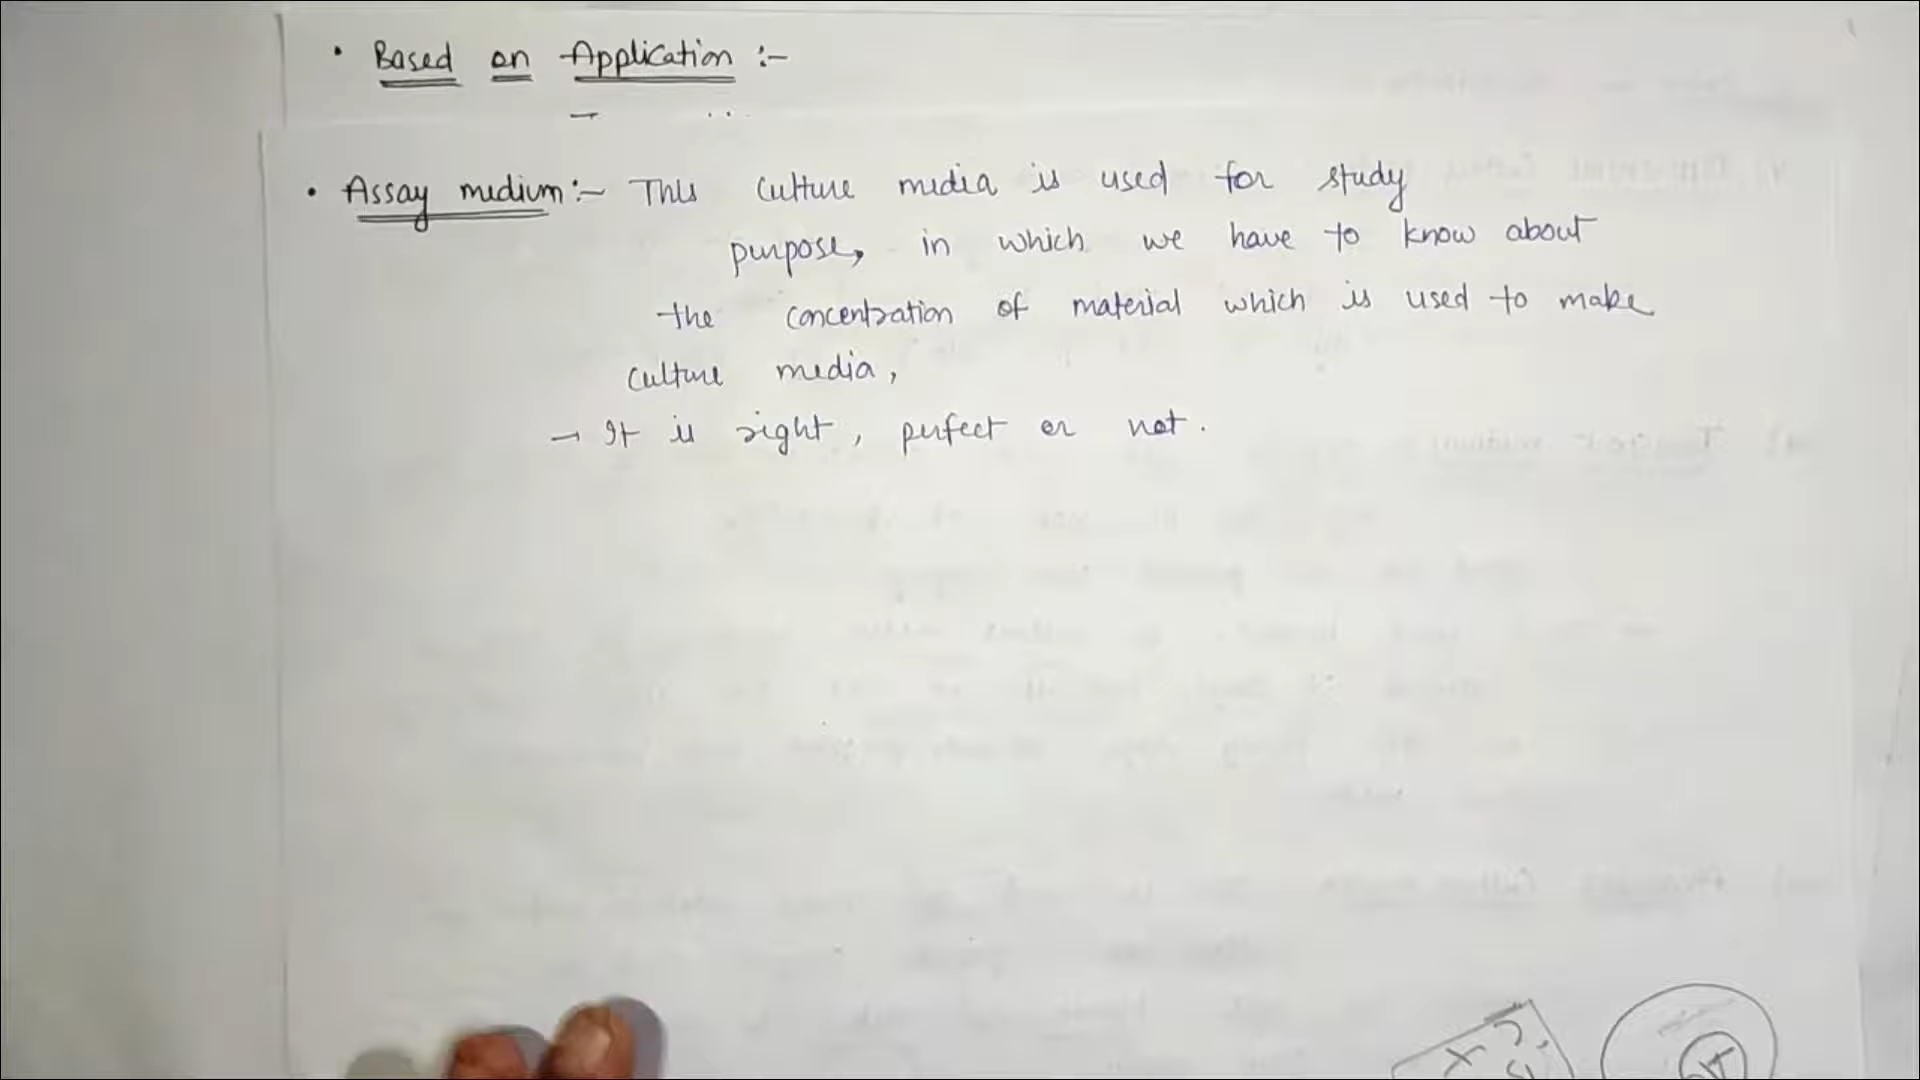 • Based on Application :-
• Assay medium :- This culture media is used for study
purpose, in which we have to know about
the concentration of material which is used to make
culture media,
→ It is right, perfect or not.